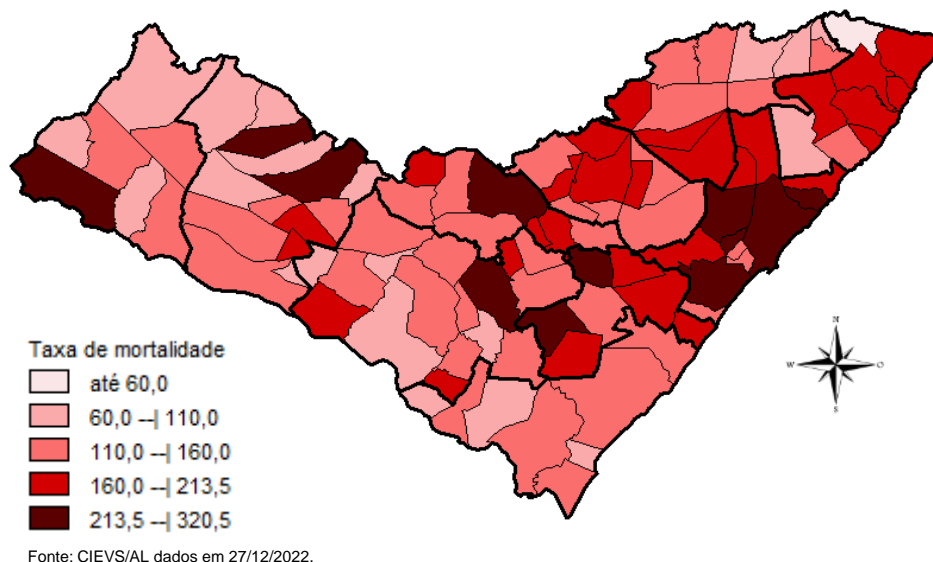 Taxa de mortalidade
até 60,0
60,0 --| 110,0
110,0 --| 160,0
160,0 --| 213,5
213,5 --| 320,5
N
W
O
S
Fonte: CIEVS/AL dados em 27/12/2022.